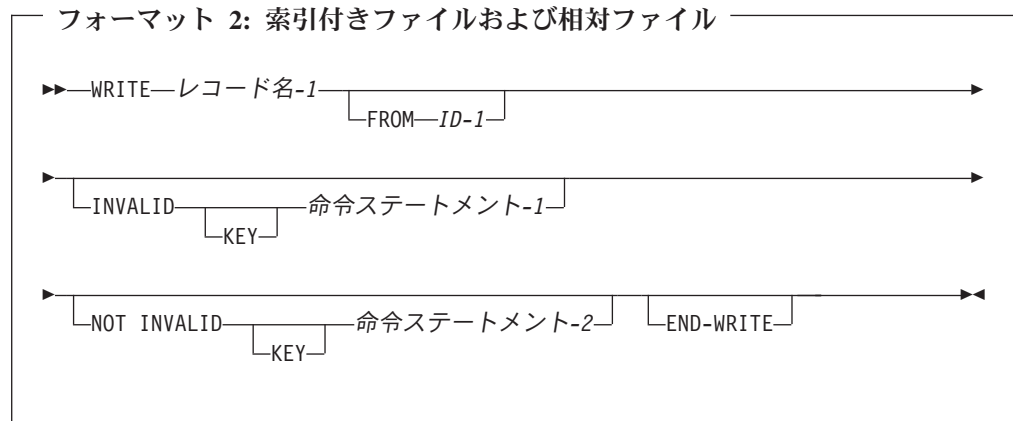 フォーマット 2: 索引付きファイルおよび相対ファイル
WRITE レコード名-1
FROM ID-1
INVALID 命令ステートメント-1
KEY
NOT INVALID 命令ステートメント-2 END-WRITE
KEY